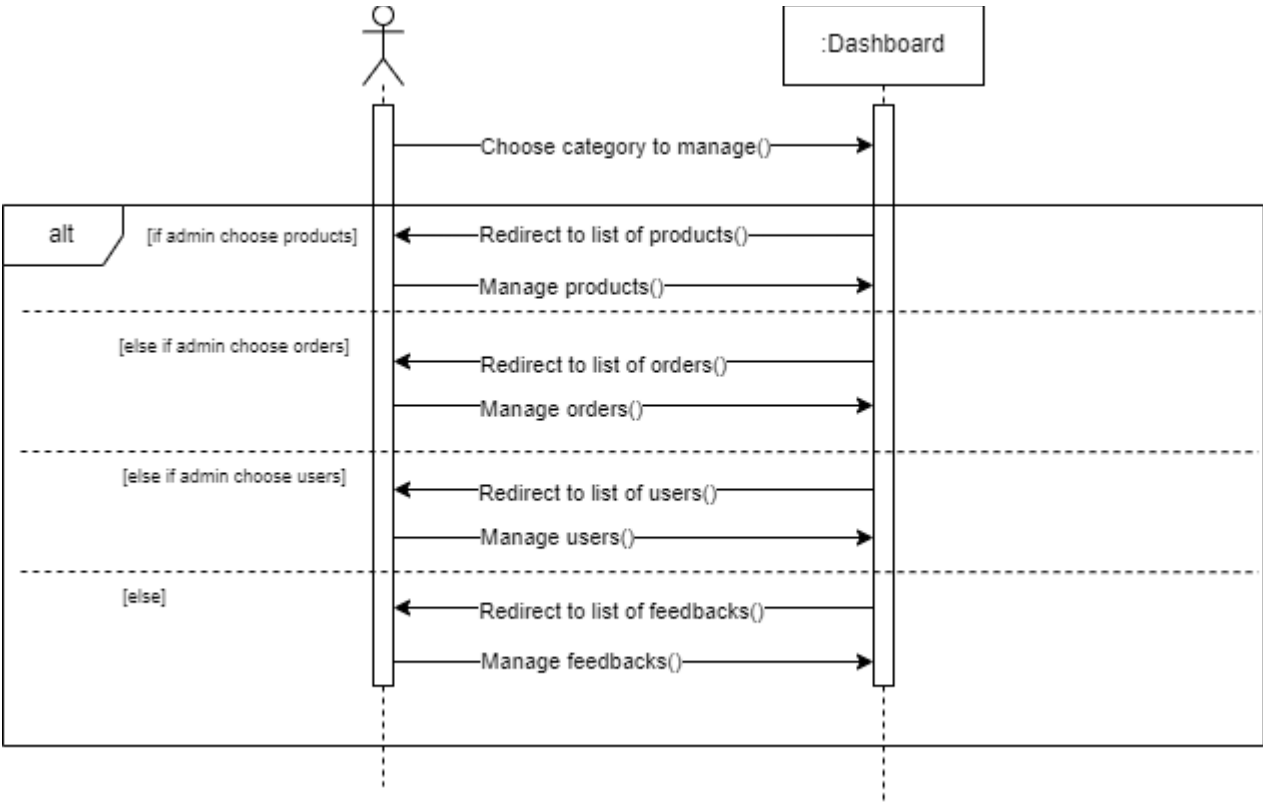 :Dashboard
Choose category to manage()
alt
[if admin choose products]
Redirect to list of products()
Manage products()
[else if admin choose orders]
Redirect to list of orders()
Manage orders()
[else if admin choose users]
Redirect to list of users()
Manage users()
[else]
Redirect to list of feedbacks()
Manage feedbacks()